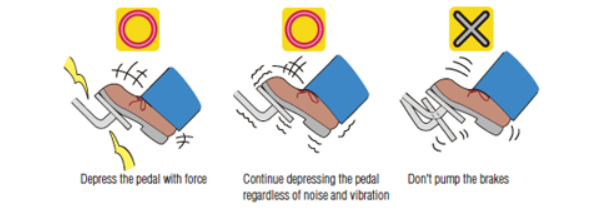 Depress the pedal with force
Continue depressing the pedal
regardless of noise and vibration
Don't pump the brakes